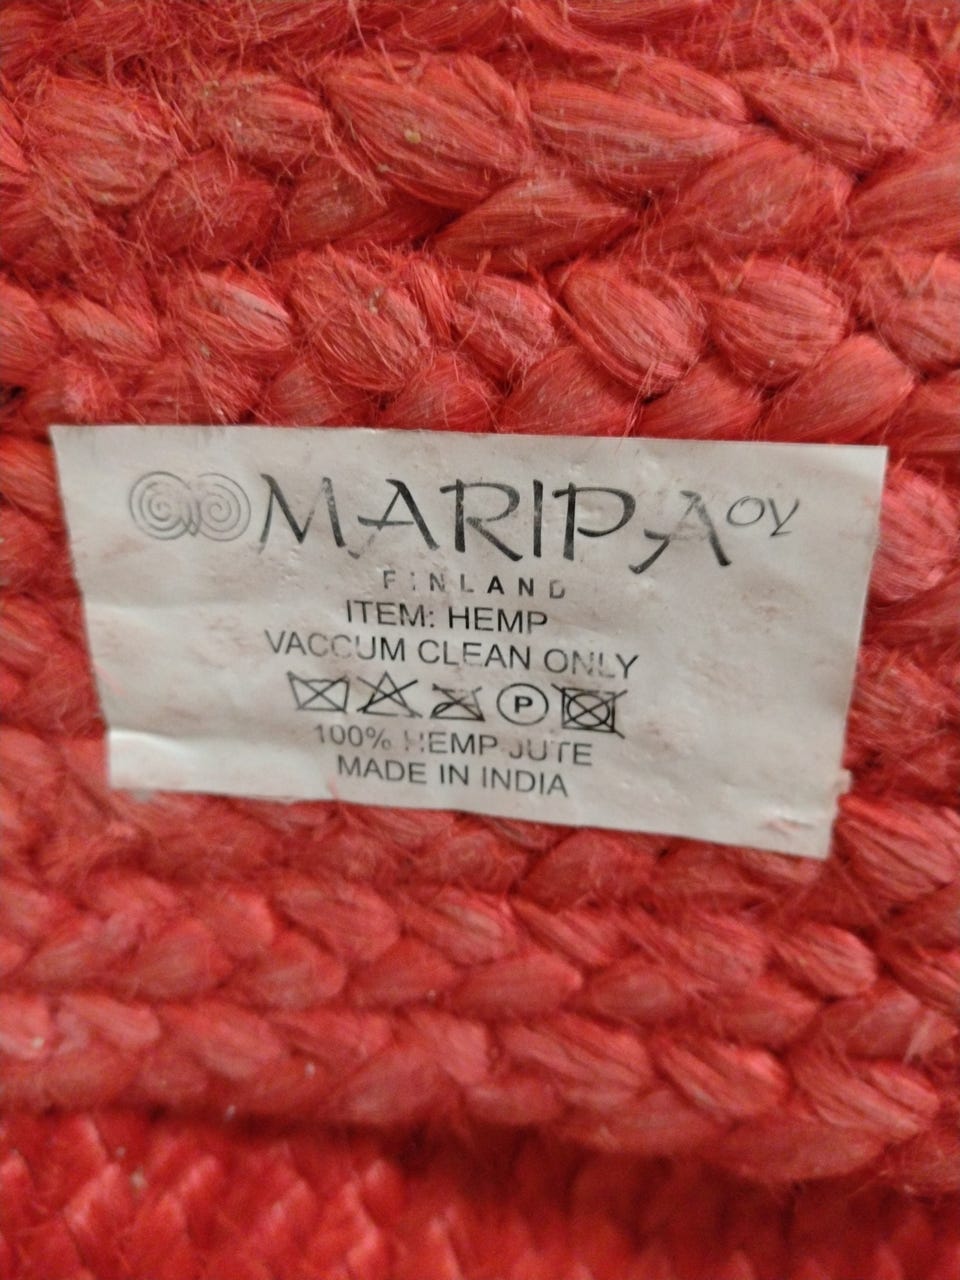 MARIPA OY
FINLAND
ITEM: HEMP
VACCUM CLEAN ONLY
P
100% HEMP JUTE
MADE IN INDIA